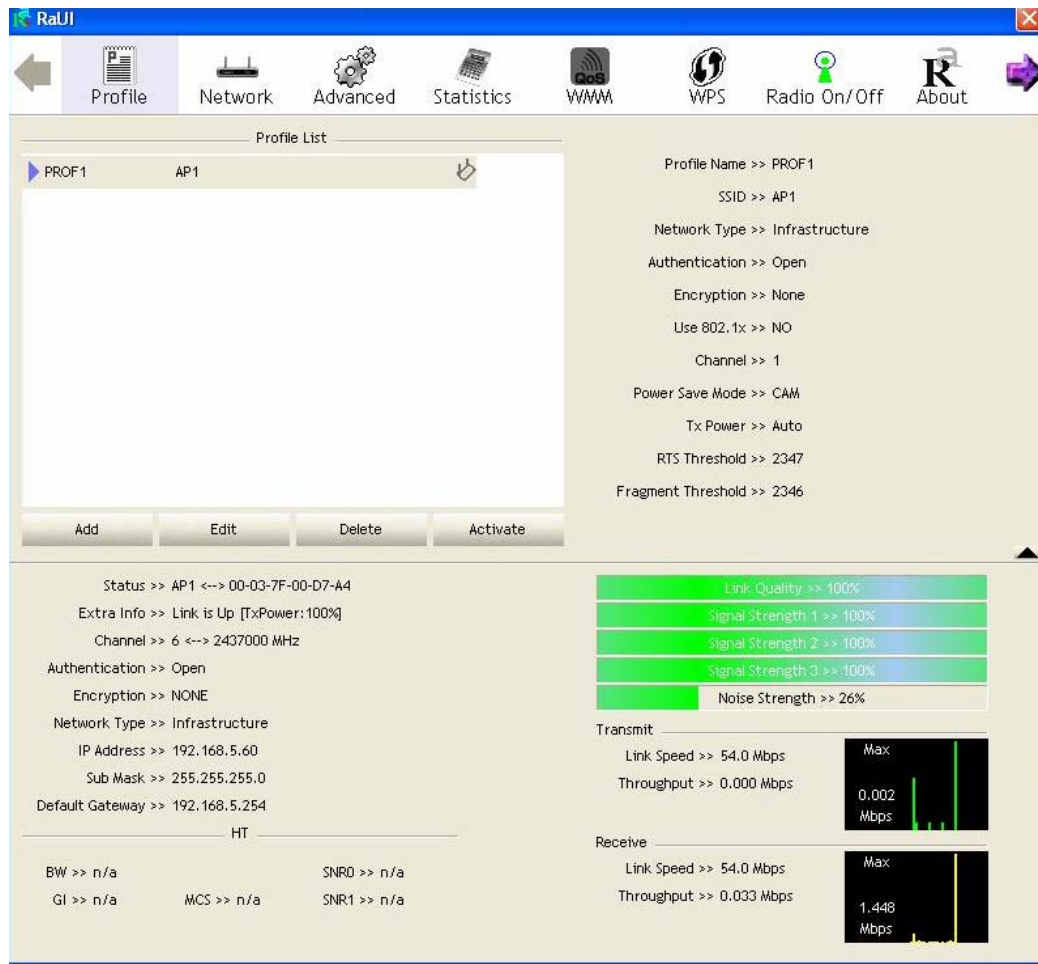 RaUI
Profile Network Advanced Statistics QoS WMM WPS Radio On/Off R a About
Profile List
PROF1 AP1
Profile Name >> PROF1
SSID >> AP1
Network Type >> Infrastructure
Authentication >> Open
Encryption >> None
Use 802.1x >> NO
Channel >> 1
Power Save Mode >> CAM
Tx Power >> Auto
RTS Threshold >> 2347
Fragment Threshold >> 2346
Add Edit Delete Activate
Status >> AP1 <--> 00-03-7F-00-D7-A4
Extra Info >> Link is Up [TxPower:100%]
Channel >> 6 <--> 2437000 MHz
Authentication >> Open
Encryption >> NONE
Network Type >> Infrastructure
IP Address >> 192.168.5.60
Sub Mask >> 255.255.255.0
Default Gateway >> 192.168.5.254
HT
BW >> n/a SNR0 >> n/a
GI >> n/a MCS >> n/a SNR1 >> n/a
Link Quality >> 100%
Signal Strength 1 >> 100%
Signal Strength 2 >> 100%
Signal Strength 3 >> 100%
Noise Strength >> 26%
Transmit
Link Speed >> 54.0 Mbps
Throughput >> 0.000 Mbps
Max
0.002
Mbps
Receive
Link Speed >> 54.0 Mbps
Throughput >> 0.033 Mbps
Max
1.448
Mbps